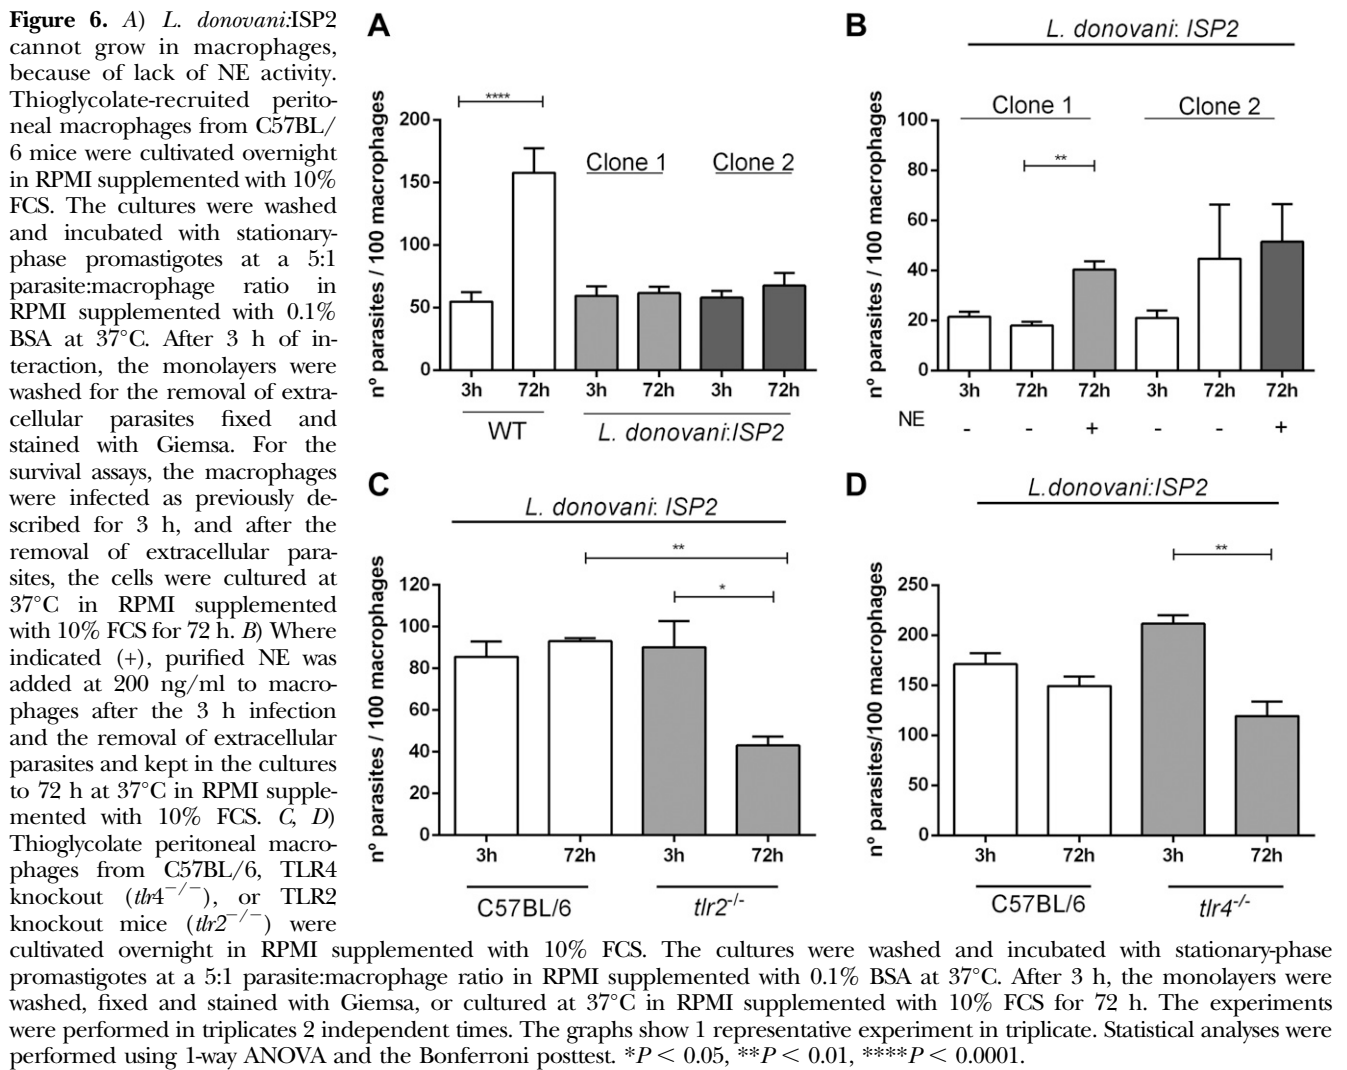 Figure 6. A) L. donovani:ISP2
cannot grow in macrophages,
because of lack of NE activity.
Thioglycolate-recruited perito-
neal macrophages from C57BL/
6 mice were cultivated overnight
in RPMI supplemented with 10%
FCS. The cultures were washed
and incubated with stationary-
phase promastigotes at a 5:1
parasite:macrophage ratio in
RPMI supplemented with 0.1%
BSA at 37°C. After 3 h of in-
teraction, the monolayers were
washed for the removal of extra-
cellular parasites fixed and
stained with Giemsa. For the
survival assays, the macrophages
were infected as previously de-
scribed for 3 h, and after the
removal of extracellular para-
sites, the cells were cultured at
37°C in RPMI supplemented
with 10% FCS for 72 h. B) Where
indicated (+), purified NE was
added at 200 ng/ml to macro-
phages after the 3 h infection
and the removal of extracellular
parasites and kept in the cultures
to 72 h at 37°C in RPMI supple-
mented with 10% FCS. C, D)
Thioglycolate peritoneal macro-
phages from C57BL/6, TLR4
knockout (tlr4−/−), or TLR2
knockout mice (tlr2−/−) were
cultivated overnight in RPMI supplemented with 10% FCS. The cultures were washed and incubated with stationary-phase
promastigotes at a 5:1 parasite:macrophage ratio in RPMI supplemented with 0.1% BSA at 37°C. After 3 h, the monolayers were
washed, fixed and stained with Giemsa, or cultured at 37°C in RPMI supplemented with 10% FCS for 72 h. The experiments
were performed in triplicates 2 independent times. The graphs show 1 representative experiment in triplicate. Statistical analyses were
performed using 1-way ANOVA and the Bonferroni posttest. *P < 0.05, **P < 0.01, ****P < 0.0001.
A
nº parasites / 100 macrophages
200
150
100
50
0
****
Clone 1 Clone 2
3h 72h 3h 72h 3h 72h
WT L. donovani:ISP2
B
L. donovani: ISP2
Clone 1 Clone 2
**
nº parasites / 100 macrophages
100
80
60
40
20
0
3h 72h 72h 3h 72h 72h
NE - - + - - +
C
L. donovani: ISP2
**
*
nº parasites / 100 macrophages
120
100
80
60
40
20
0
3h 72h 3h 72h
C57BL/6 tlr2-/-
D
L.donovani:ISP2
**
nº parasites/100 macrophages
250
200
150
100
50
0
3h 72h 3h 72h
C57BL/6 tlr4-/-